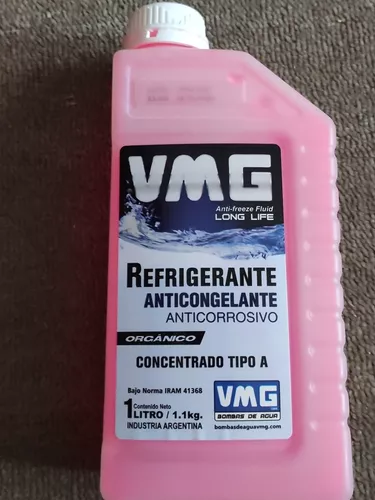 VMG
Anti-freeze Fluid
LONG LIFE
REFRIGERANTE
ANTICONGELANTE
ANTICORROSIVO
ORGÁNICO
CONCENTRADO TIPO A
Bajo Norma IRAM 41368
1 Contenido Neto
LITRO / 1.1kg.
INDUSTRIA ARGENTINA
VMG
BOMBAS DE AGUA
bombasdeaguavmg.com